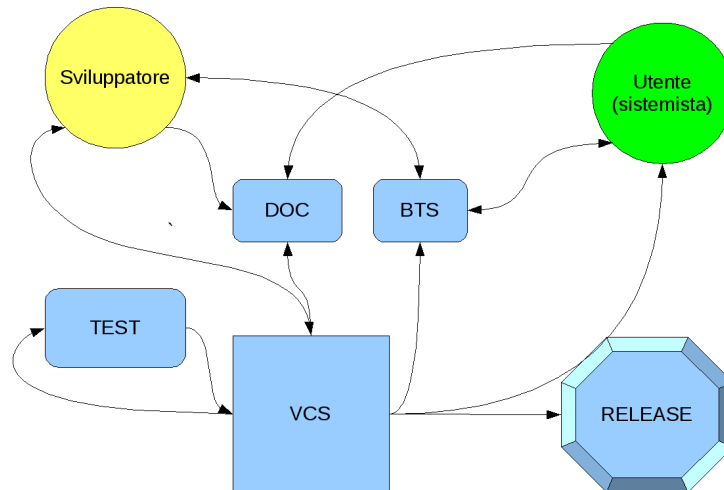 Sviluppatore
Utente
(sistemista)
DOC
BTS
TEST
VCS
RELEASE